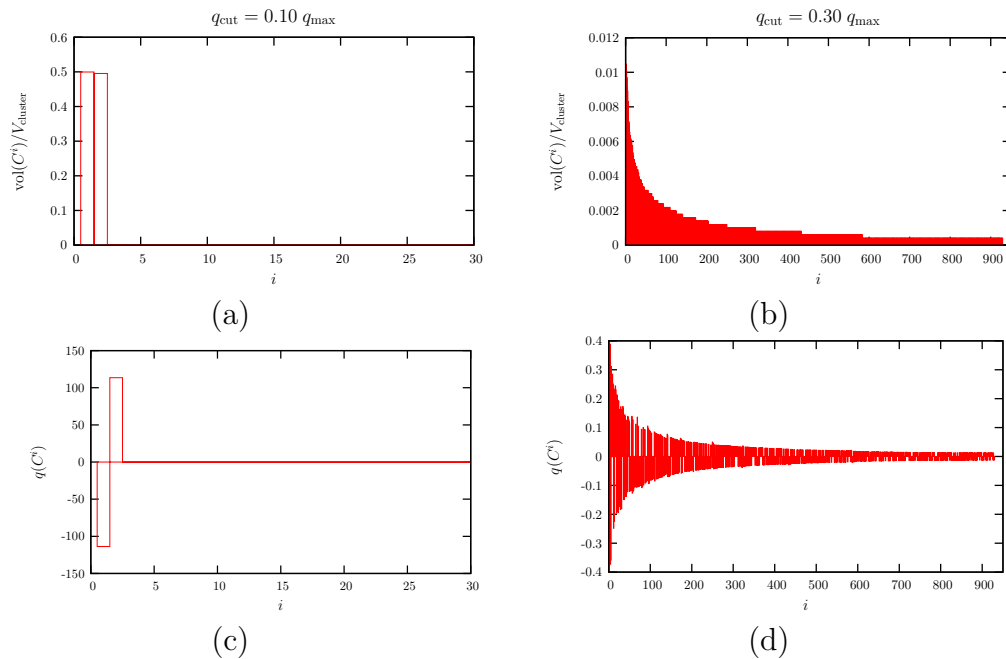 q_cut = 0.10 q_max
q_cut = 0.30 q_max
vol(C^i)/V_cluster
0.6
0.5
0.4
0.3
0.2
0.1
0
0 5 10 15 20 25 30
i
(a)
vol(C^i)/V_cluster
0.012
0.01
0.008
0.006
0.004
0.002
0
0 100 200 300 400 500 600 700 800 900
i
(b)
q(C^i)
150
100
50
0
-50
-100
-150
0 5 10 15 20 25 30
i
(c)
q(C^i)
0.4
0.3
0.2
0.1
0
-0.1
-0.2
-0.3
-0.4
0 100 200 300 400 500 600 700 800 900
i
(d)